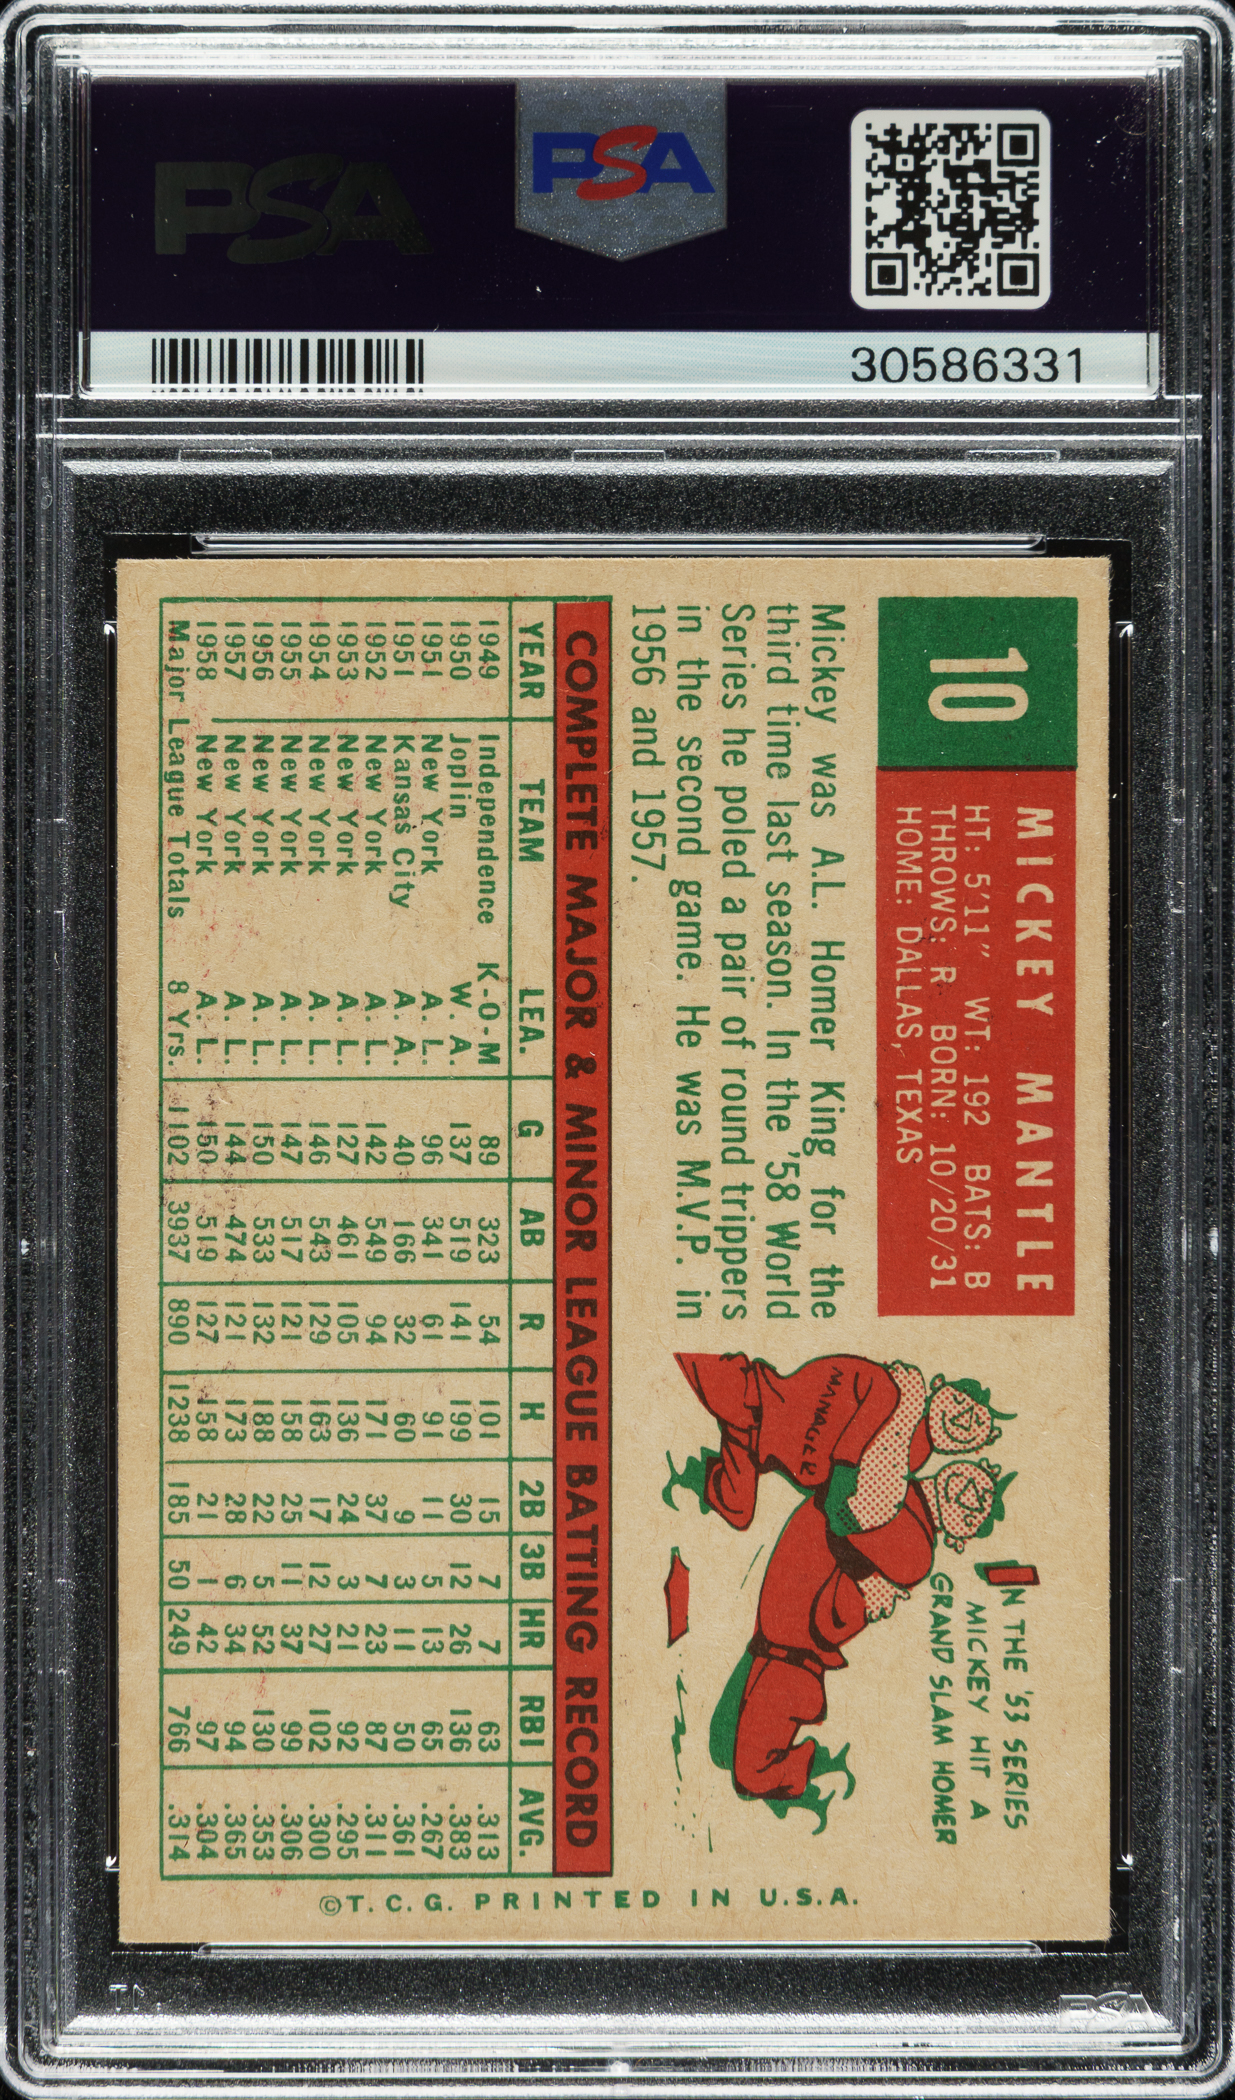 PSA
PSA
30586331
10
MICKEY MANTLE
HT: 5'11" WT: 192 BATS: B
THROWS: R BORN: 10/20/31
HOME: DALLAS, TEXAS
Mickey was A.L. Homer King for the
third time last season. In the '58 World
Series he poled a pair of round trippers
in the second game. He was M.V.P. in
1956 and 1957.
IN THE '53 SERIES
MICKEY HIT A
GRAND SLAM HOMER
MANAGER
COMPLETE MAJOR & MINOR LEAGUE BATTING RECORD
YEAR TEAM LEA. G AB R H 2B 3B HR RBI AVG.
1949 Independence K-O-M 89 323 54 101 15 7 7 63 .313
1950 Joplin W. A. 137 519 141 199 30 12 26 136 .383
1951 New York A. L. 96 341 61 91 11 5 13 65 .267
1951 Kansas City A. A. 40 166 32 60 9 3 11 50 .361
1952 New York A. L. 142 549 94 171 37 7 23 87 .311
1953 New York A. L. 127 461 105 136 24 3 21 92 .295
1954 New York A. L. 146 543 129 163 17 12 27 102 .300
1955 New York A. L. 147 517 121 158 25 11 37 99 .306
1956 New York A. L. 150 533 132 188 22 5 52 130 .353
1957 New York A. L. 144 474 121 173 28 6 34 94 .365
1958 New York A. L. 150 519 127 158 21 1 42 97 .304
Major League Totals 8 Yrs. 1102 3937 890 1238 185 50 249 766 .314
©T. C. G. PRINTED IN U.S.A.
PSA